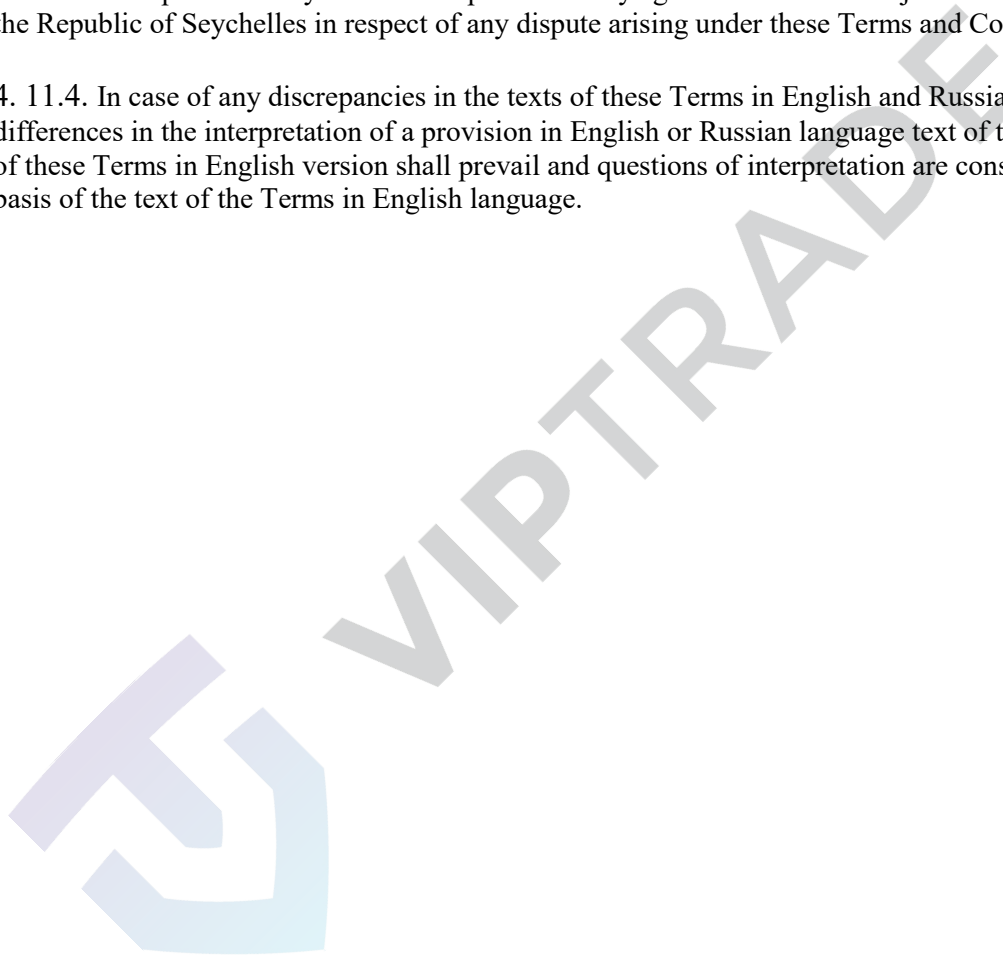 the Republic of Seychelles in respect of any dispute arising under these Terms and Co
4. 11.4. In case of any discrepancies in the texts of these Terms in English and Russia
differences in the interpretation of a provision in English or Russian language text of t
of these Terms in English version shall prevail and questions of interpretation are cons
basis of the text of the Terms in English language.
VIPTRADE